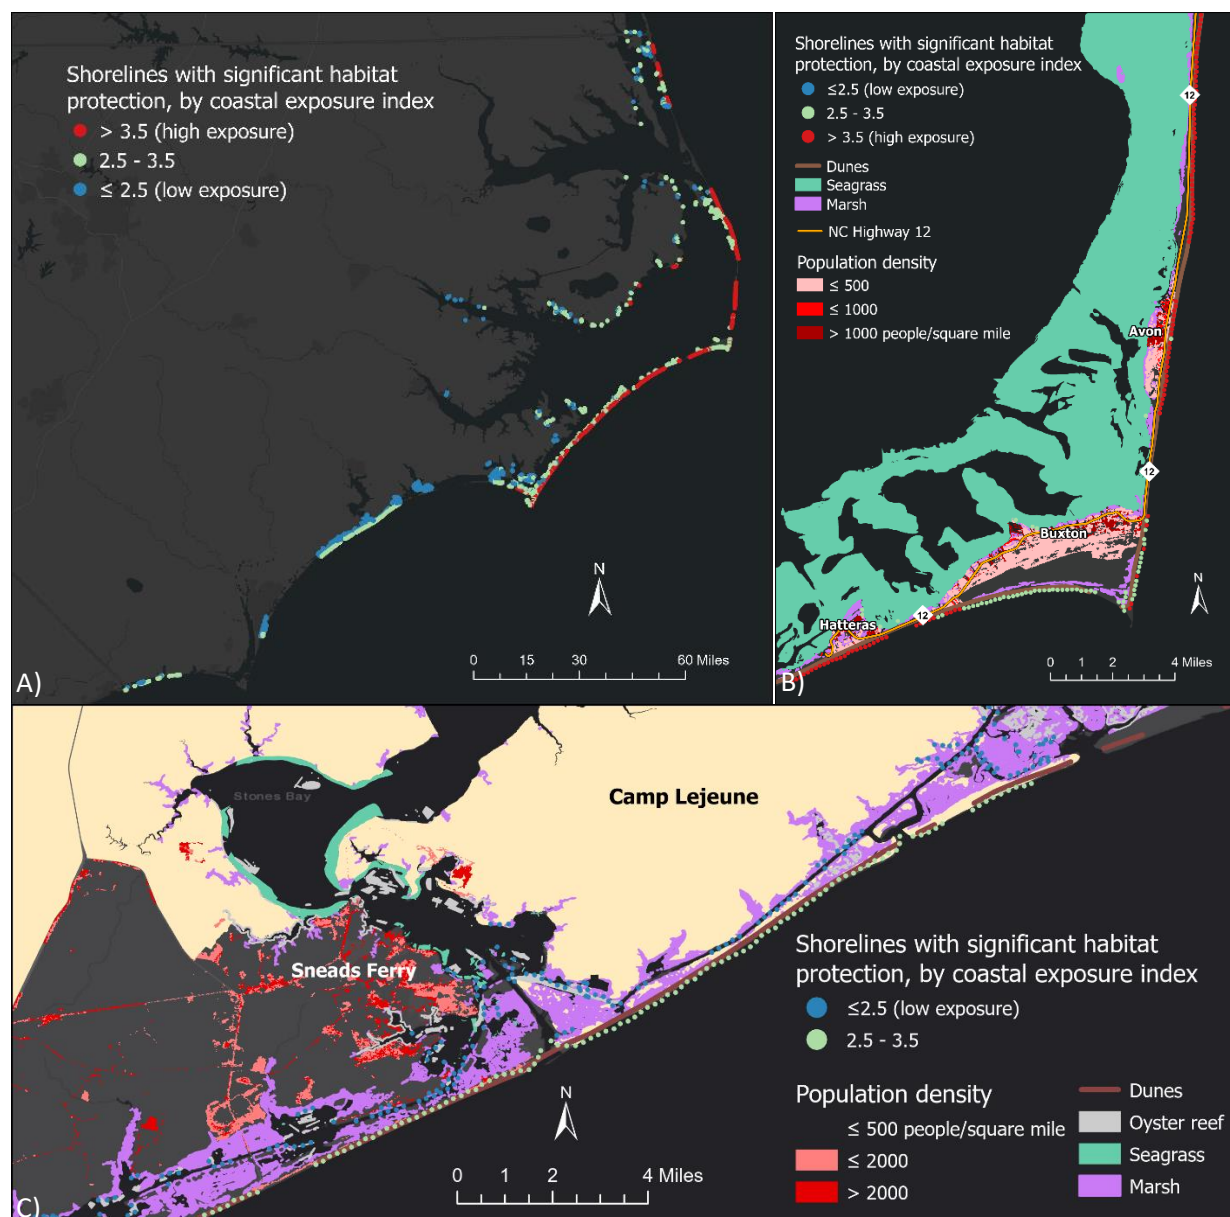 Shorelines with significant habitat
protection, by coastal exposure index
> 3.5 (high exposure)
2.5 - 3.5
≤ 2.5 (low exposure)
N
0 15 30 60 Miles
A)
Shorelines with significant habitat
protection, by coastal exposure index
≤2.5 (low exposure)
2.5 - 3.5
> 3.5 (high exposure)
Dunes
Seagrass
Marsh
NC Highway 12
Population density
≤ 500
≤ 1000
> 1000 people/square mile
12
Avon
12
Buxton
N
Hatteras
12
0 1 2 4 Miles
B)
Stones Bay
Camp Lejeune
Sneads Ferry
Shorelines with significant habitat
protection, by coastal exposure index
≤2.5 (low exposure)
2.5 - 3.5
Population density
≤ 500 people/square mile
≤ 2000
> 2000
Dunes
Oyster reef
Seagrass
Marsh
N
0 1 2 4 Miles
C)